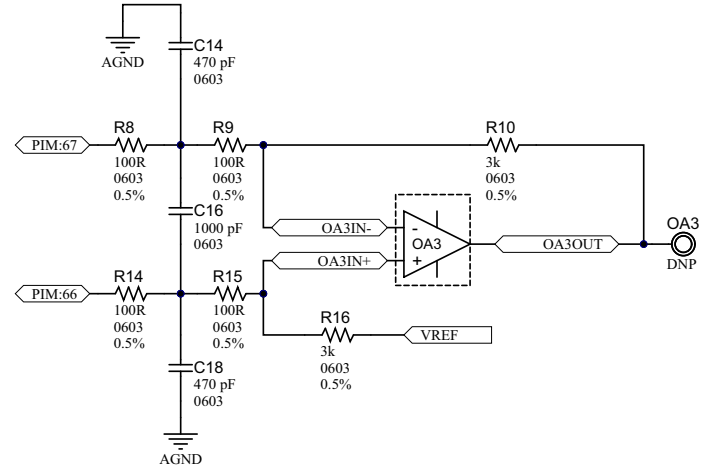 C14
470 pF
0603
AGND
R8
100R
0603
0.5%
R9
100R
0603
0.5%
R10
3k
0603
0.5%
PIM:67
C16
1000 pF
0603
OA3IN-
OA3IN+
-
+
OA3
OA3OUT
OA3
DNP
R14
100R
0603
0.5%
R15
100R
0603
0.5%
PIM:66
R16
3k
0603
0.5%
VREF
C18
470 pF
0603
AGND